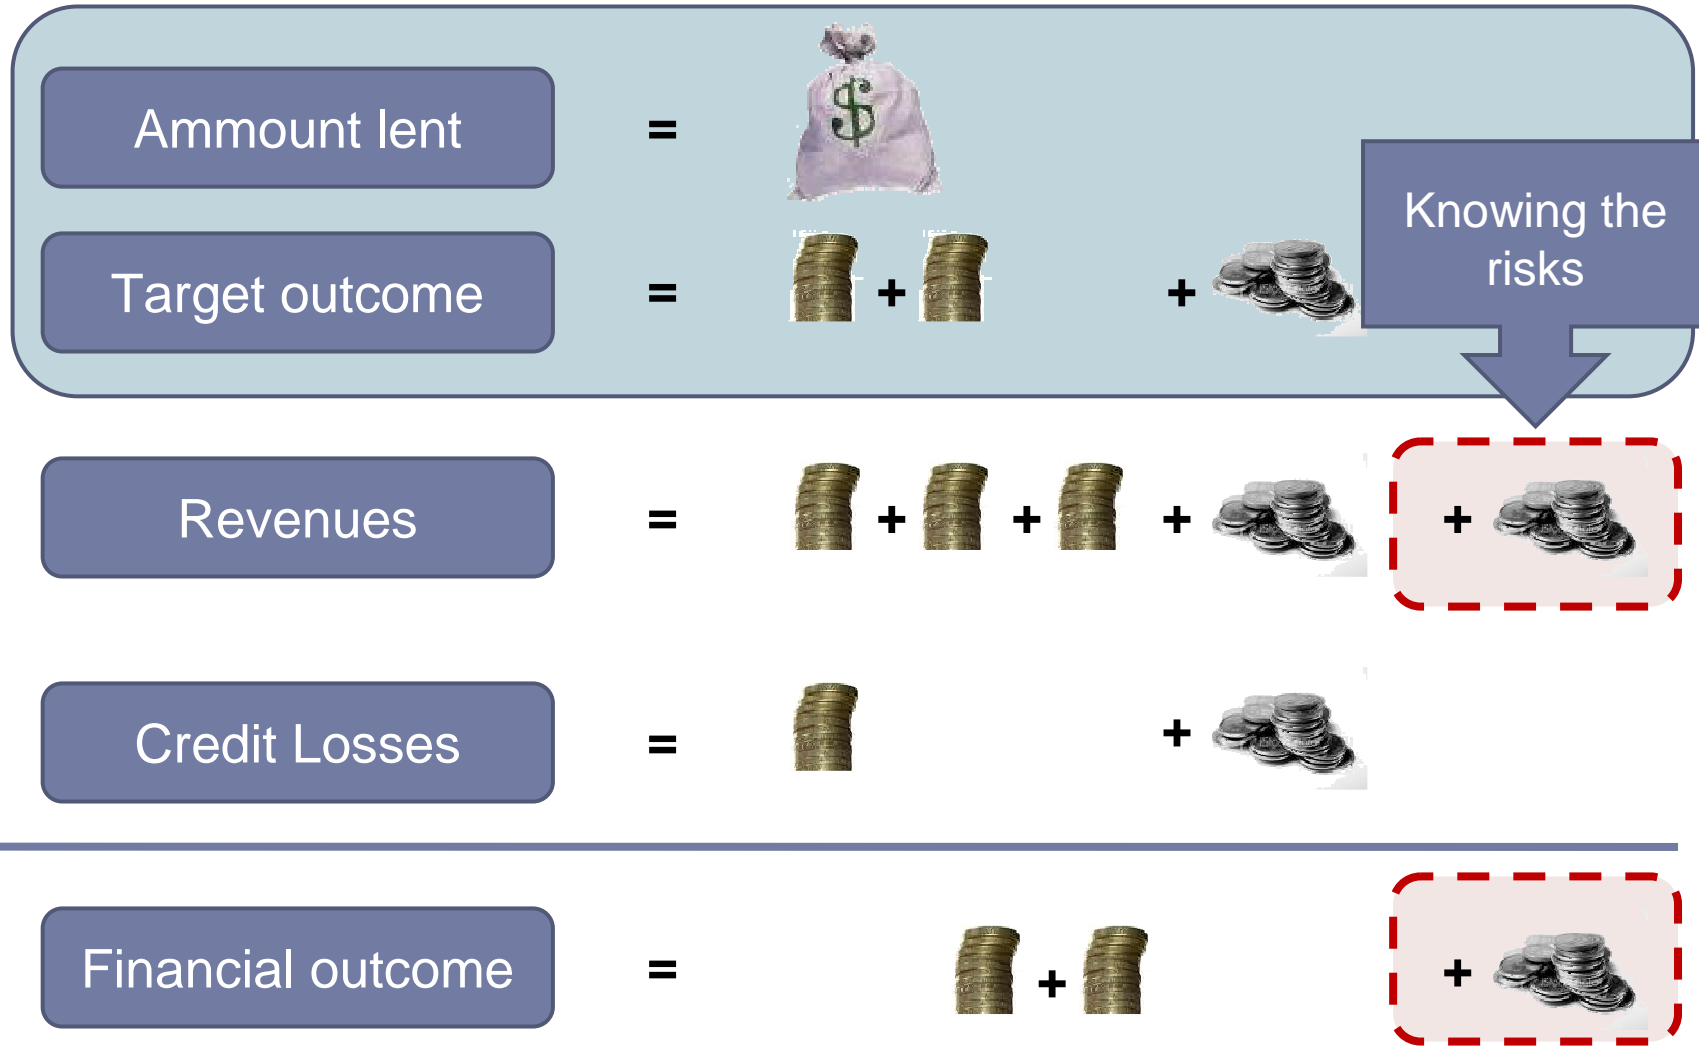 Ammount lent
=
$
Knowing the
risks
Target outcome
=
+
+
Revenues
=
+
+
+
+
Credit Losses
=
+
Financial outcome
=
+
+